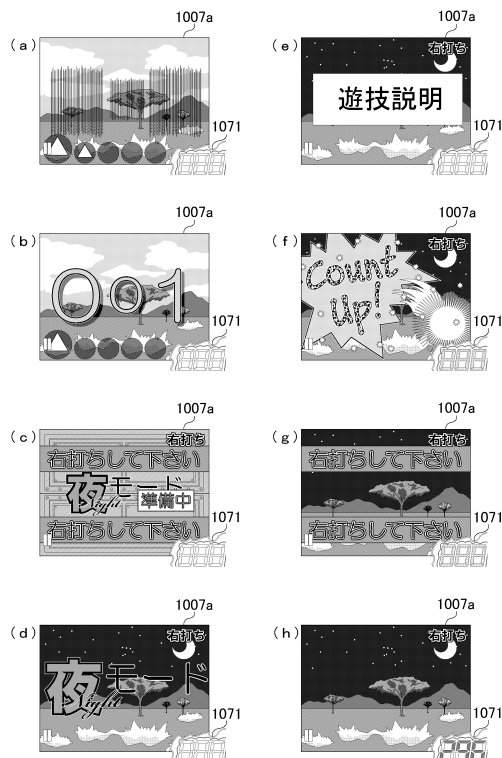 1007a
(a)
1071
1007a
(b)
001
1071
1007a
(c)
右打ち
右打ちして下さい
夜モード
light
準備中
右打ちして下さい
1071
1007a
(d)
右打ち
夜モード
light
1071
1007a
(e)
右打ち
遊技説明
1071
1007a
(f)
右打ち
Count
up!
1071
1007a
(g)
右打ち
右打ちして下さい
右打ちして下さい
1071
1007a
(h)
右打ち
1071